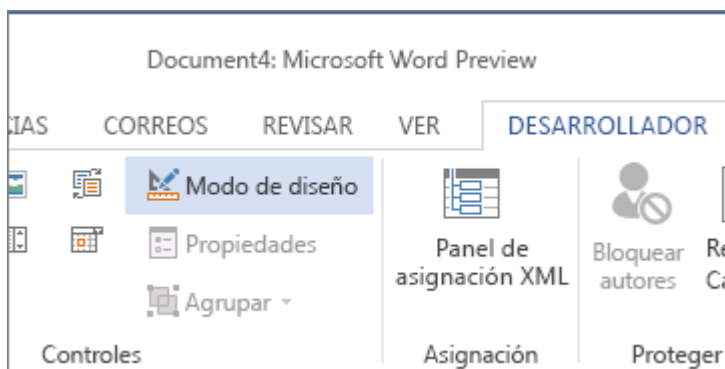 Document4: Microsoft Word Preview
CORREOS REVISAR VER DESARROLLADOR
Modo de diseño
Propiedades
Agrupar
Panel de
asignación XML
Bloquear
autores
Controles Asignación Proteger